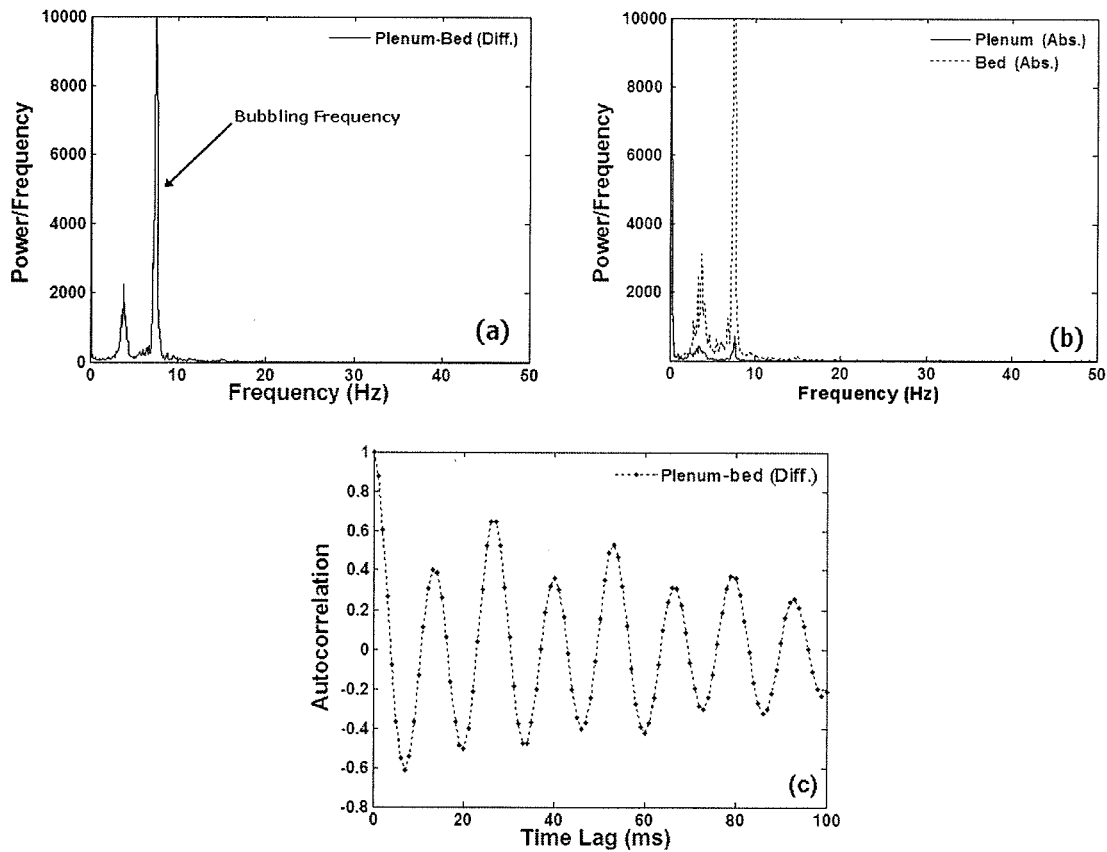 10000
8000
6000
4000
2000
0
Power/Frequency
Plenum-Bed (Diff.)
Bubbling Frequency
(a)
0 10 20 30 40 50
Frequency (Hz)
10000
8000
6000
4000
2000
0
Power/Frequency
Plenum (Abs.)
Bed (Abs.)
(b)
0 10 20 30 40 50
Frequency (Hz)
1
0.8
0.6
0.4
0.2
0
-0.2
-0.4
-0.6
-0.8
Autocorrelation
Plenum-bed (Diff.)
(c)
0 20 40 60 80 100
Time Lag (ms)